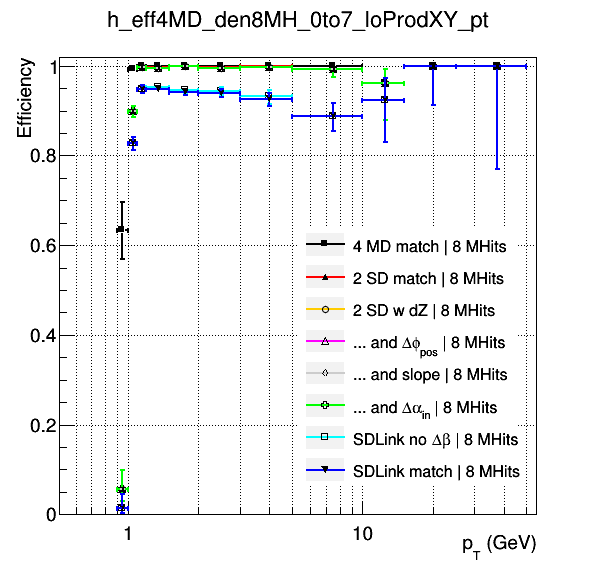 h_eff4MD_den8MH_0to7_loProdXY_pt
Efficiency
1
0.8
0.6
0.4
0.2
0
4 MD match | 8 MHits
2 SD match | 8 MHits
2 SD w dZ | 8 MHits
... and Δϕpos | 8 MHits
... and slope | 8 MHits
... and Δαin | 8 MHits
SDLink no Δβ | 8 MHits
SDLink match | 8 MHits
1 10
pT (GeV)